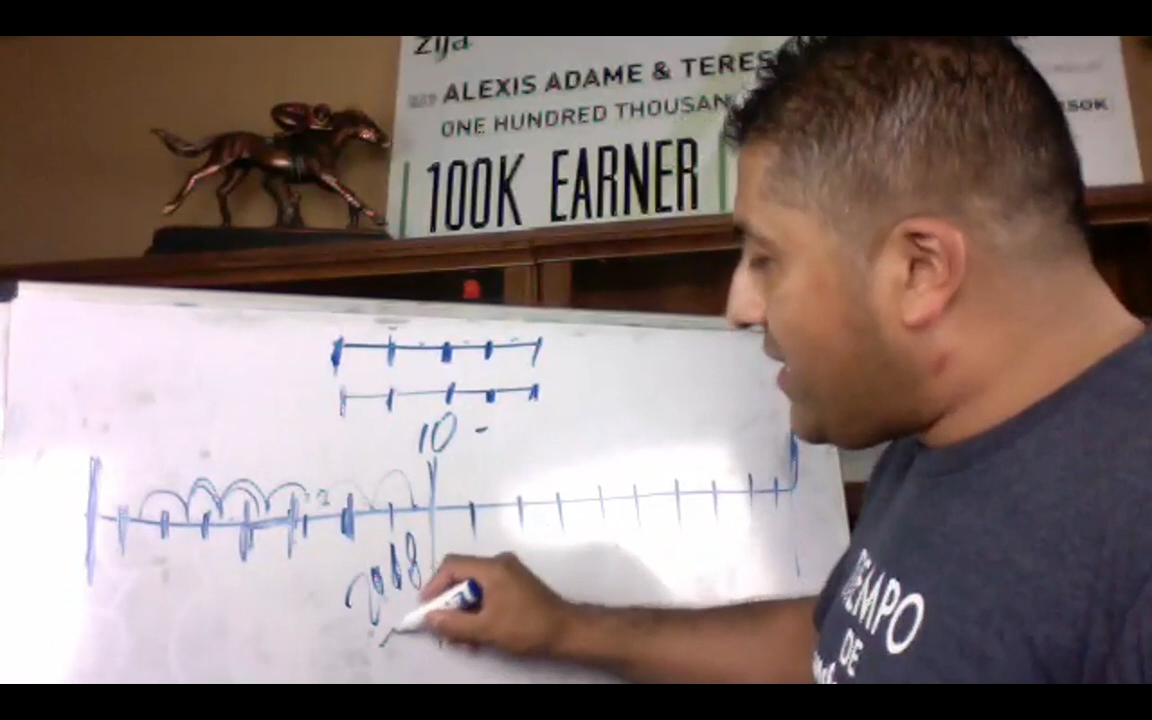 zija
ALEXIS ADAME & TERES
ONE HUNDRED THOUSAN
100K EARNER
10 -
2018
EMPO
DE